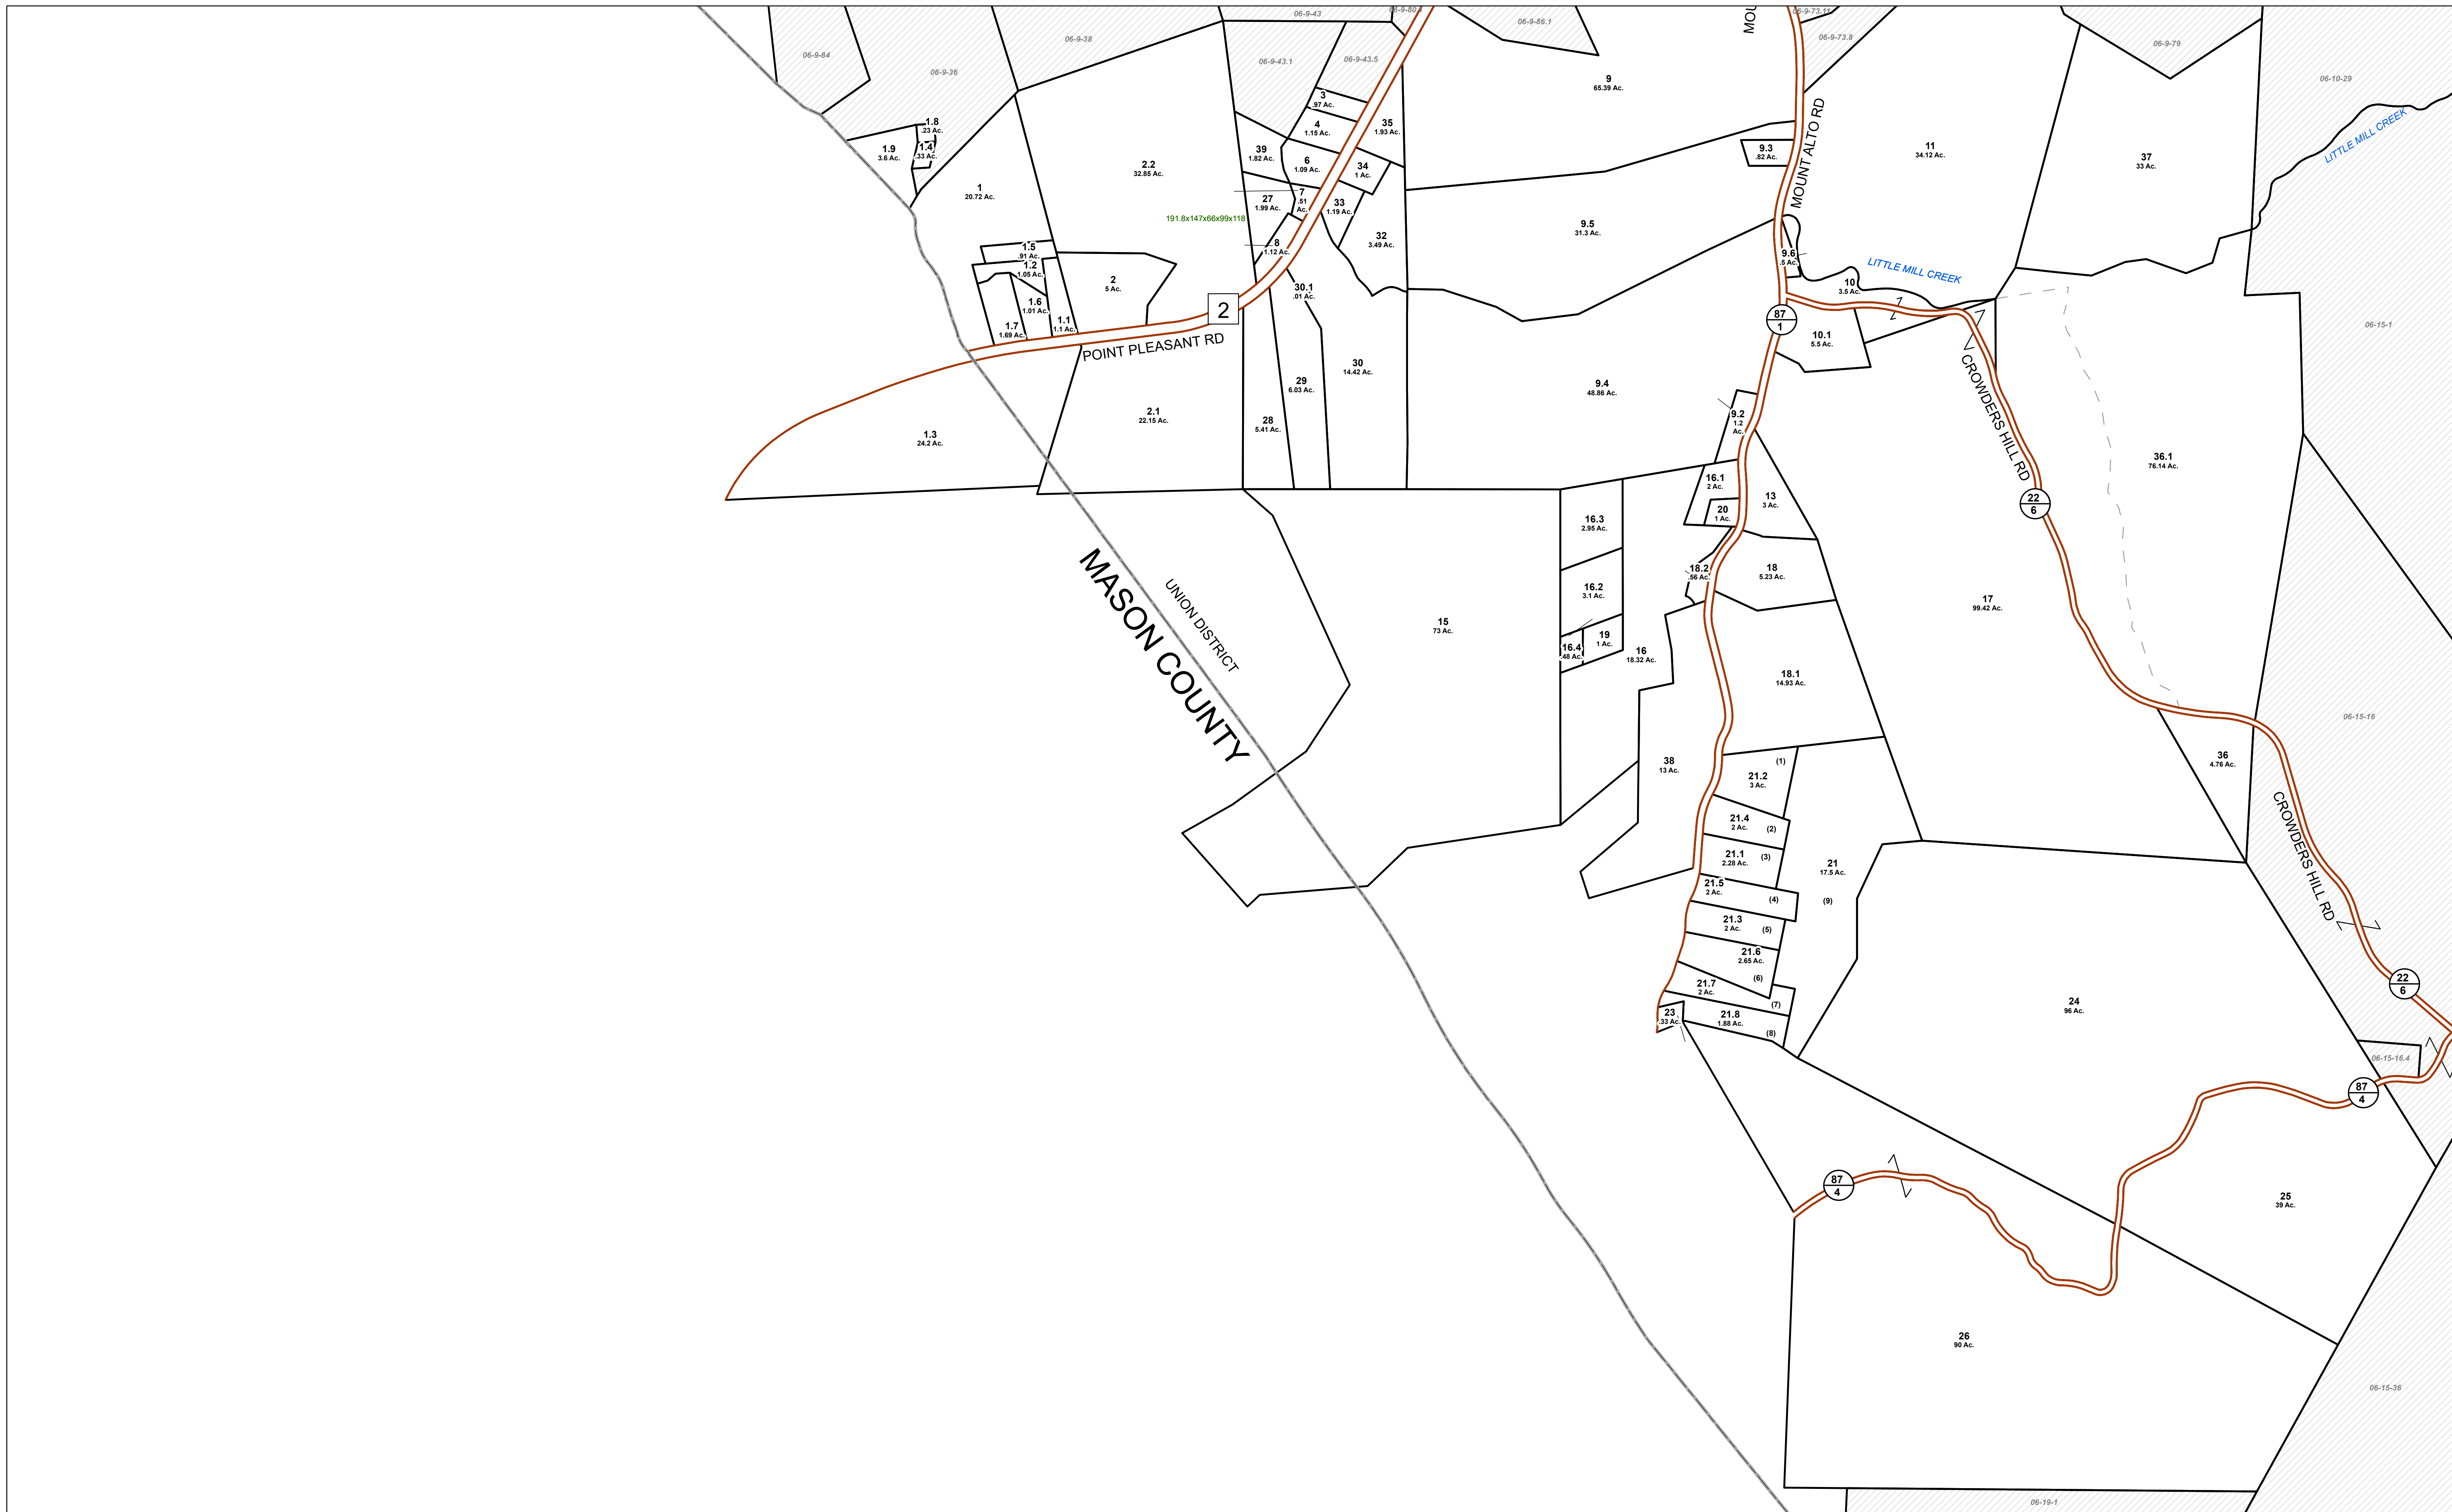 06-9-43
06-9-80
06-9-86.1
MOU
06-9-73.11
06-9-73.8
06-9-79
06-10-29
06-9-38
06-9-84
06-9-36
06-9-43.1
06-9-43.5
9
65.39 Ac.
3
.97 Ac.
4
1.15 Ac.
35
1.93 Ac.
1.8
.23 Ac.
1.9
3.6 Ac.
1.4
.33 Ac.
39
1.82 Ac.
6
1.09 Ac.
34
1 Ac.
9.3
.82 Ac.
MOUNT ALTO RD
11
34.12 Ac.
37
33 Ac.
LITTLE MILL CREEK
2.2
32.85 Ac.
1
20.72 Ac.
27
1.99 Ac.
7
.51
Ac.
33
1.19 Ac.
191.8x147x66x99x118
32
3.49 Ac.
9.5
31.3 Ac.
8
1.12 Ac.
1.5
.91 Ac.
1.2
1.05 Ac.
9.6
.5 Ac.
LITTLE MILL CREEK
10
3.5 Ac.
2
5 Ac.
30.1
.01 Ac.
1.6
1.01 Ac.
1.7
1.69 Ac.
1.1
1.1 Ac.
2
87
1
10.1
5.5 Ac.
06-15-1
POINT PLEASANT RD
30
14.42 Ac.
29
6.03 Ac.
9.4
48.86 Ac.
CROWDERS HILL RD
2.1
22.15 Ac.
28
5.41 Ac.
9.2
1.2
Ac.
1.3
24.2 Ac.
36.1
76.14 Ac.
16.1
2 Ac.
13
3 Ac.
22
6
20
1 Ac.
16.3
2.95 Ac.
MASON COUNTY
UNION DISTRICT
18.2
.56 Ac.
18
5.23 Ac.
16.2
3.1 Ac.
17
99.42 Ac.
15
73 Ac.
19
1 Ac.
16.4
.48 Ac.
16
18.32 Ac.
18.1
14.93 Ac.
06-15-16
36
4.76 Ac.
38
13 Ac.
(1)
21.2
3 Ac.
21.4
2 Ac.
(2)
21.1
2.28 Ac.
(3)
21
17.5 Ac.
CROWDERS HILL RD
21.5
2 Ac.
(4)
(9)
21.3
2 Ac.
(5)
21.6
2.65 Ac.
(6)
21.7
2 Ac.
(7)
22
6
23
.33 Ac.
21.8
1.88 Ac.
(8)
24
96 Ac.
06-15-16.4
87
4
87
4
25
39 Ac.
26
90 Ac.
06-15-36
06-19-1